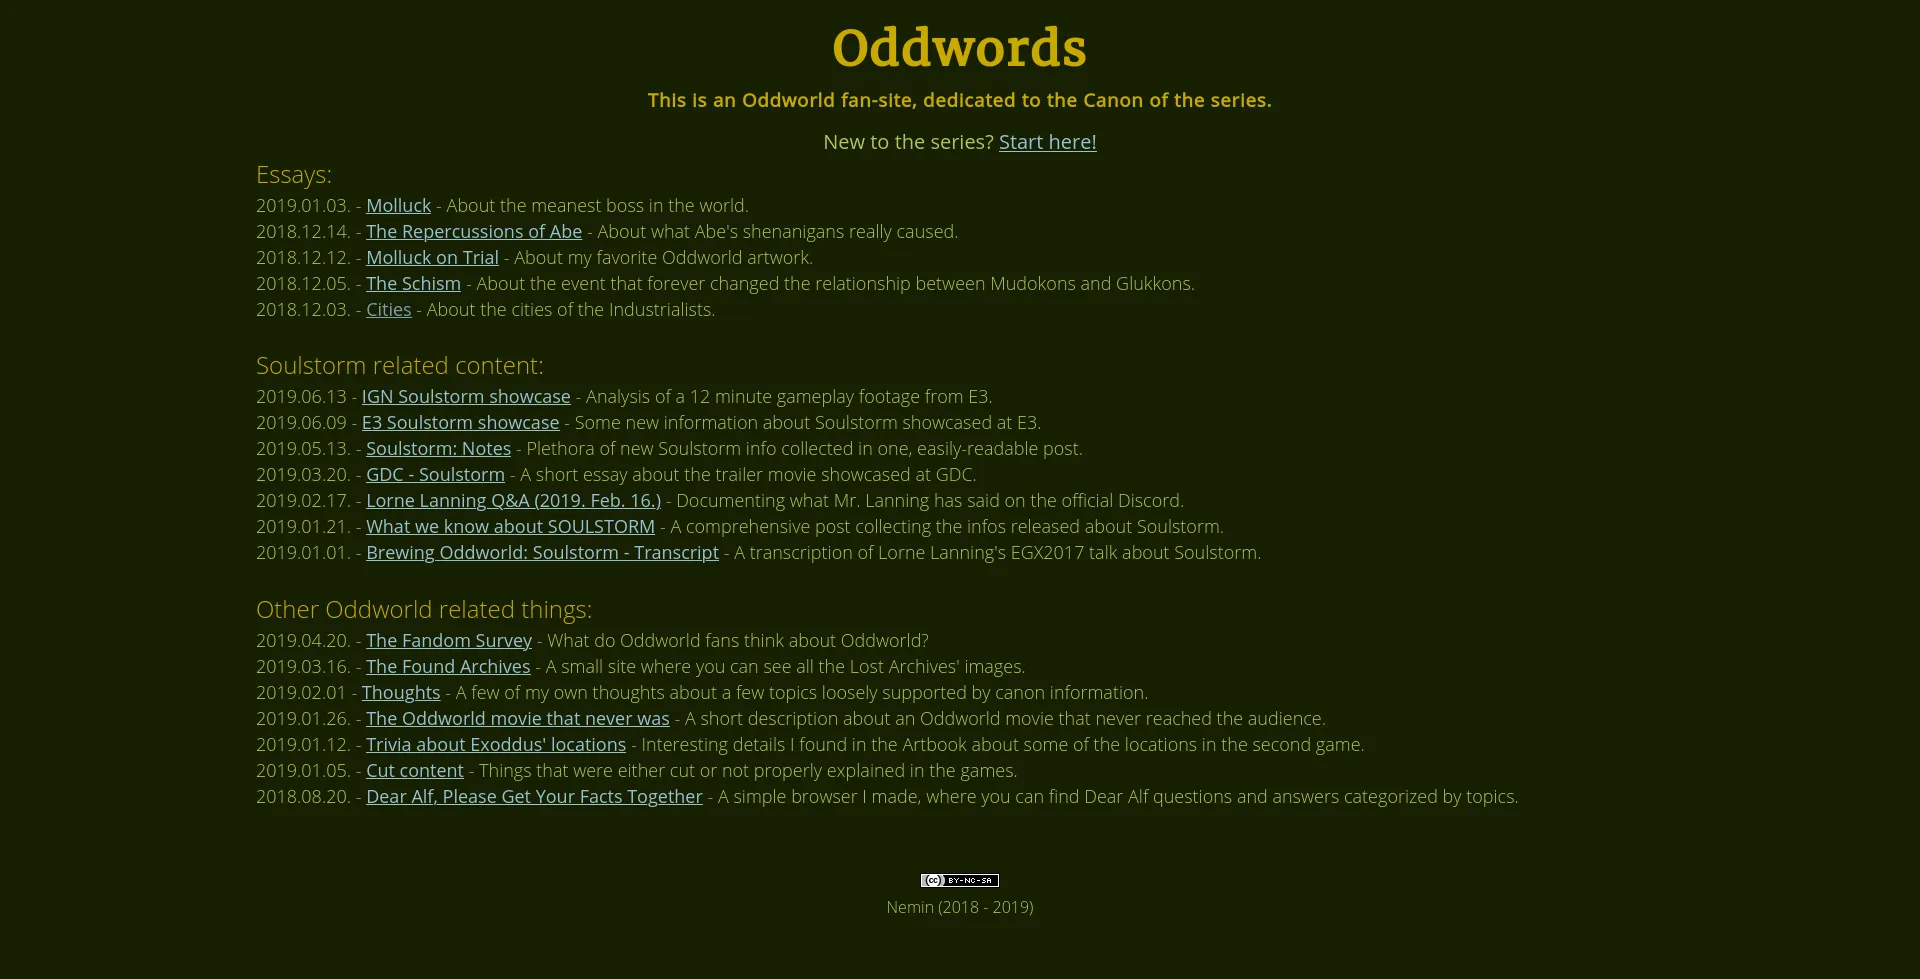 Oddwords
This is an Oddworld fan-site, dedicated to the Canon of the series.
New to the series? Start here!
Essays:
2019.01.03. - Molluck - About the meanest boss in the world.
2018.12.14. - The Repercussions of Abe - About what Abe's shenanigans really caused.
2018.12.12. - Molluck on Trial - About my favorite Oddworld artwork.
2018.12.05. - The Schism - About the event that forever changed the relationship between Mudokons and Glukkons.
2018.12.03. - Cities - About the cities of the Industrialists.
Soulstorm related content:
2019.06.13 - IGN Soulstorm showcase - Analysis of a 12 minute gameplay footage from E3.
2019.06.09 - E3 Soulstorm showcase - Some new information about Soulstorm showcased at E3.
2019.05.13. - Soulstorm: Notes - Plethora of new Soulstorm info collected in one, easily-readable post.
2019.03.20. - GDC - Soulstorm - A short essay about the trailer movie showcased at GDC.
2019.02.17. - Lorne Lanning Q&A (2019. Feb. 16.) - Documenting what Mr. Lanning has said on the official Discord.
2019.01.21. - What we know about SOULSTORM - A comprehensive post collecting the infos released about Soulstorm.
2019.01.01. - Brewing Oddworld: Soulstorm - Transcript - A transcription of Lorne Lanning's EGX2017 talk about Soulstorm.
Other Oddworld related things:
2019.04.20. - The Fandom Survey - What do Oddworld fans think about Oddworld?
2019.03.16. - The Found Archives - A small site where you can see all the Lost Archives' images.
2019.02.01 - Thoughts - A few of my own thoughts about a few topics loosely supported by canon information.
2019.01.26. - The Oddworld movie that never was - A short description about an Oddworld movie that never reached the audience.
2019.01.12. - Trivia about Exoddus' locations - Interesting details I found in the Artbook about some of the locations in the second game.
2019.01.05. - Cut content - Things that were either cut or not properly explained in the games.
2018.08.20. - Dear Alf, Please Get Your Facts Together - A simple browser I made, where you can find Dear Alf questions and answers categorized by topics.
cc BY-NC-SA
Nemin (2018 - 2019)